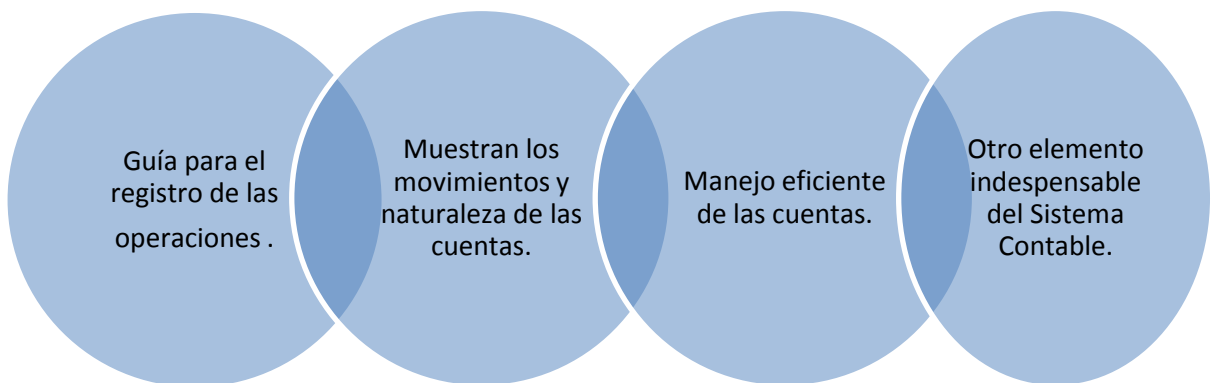 Guía para el
registro de las
operaciones .
Muestran los
movimientos y
naturaleza de las
cuentas.
Manejo eficiente
de las cuentas.
Otro elemento
indespensable
del Sistema
Contable.